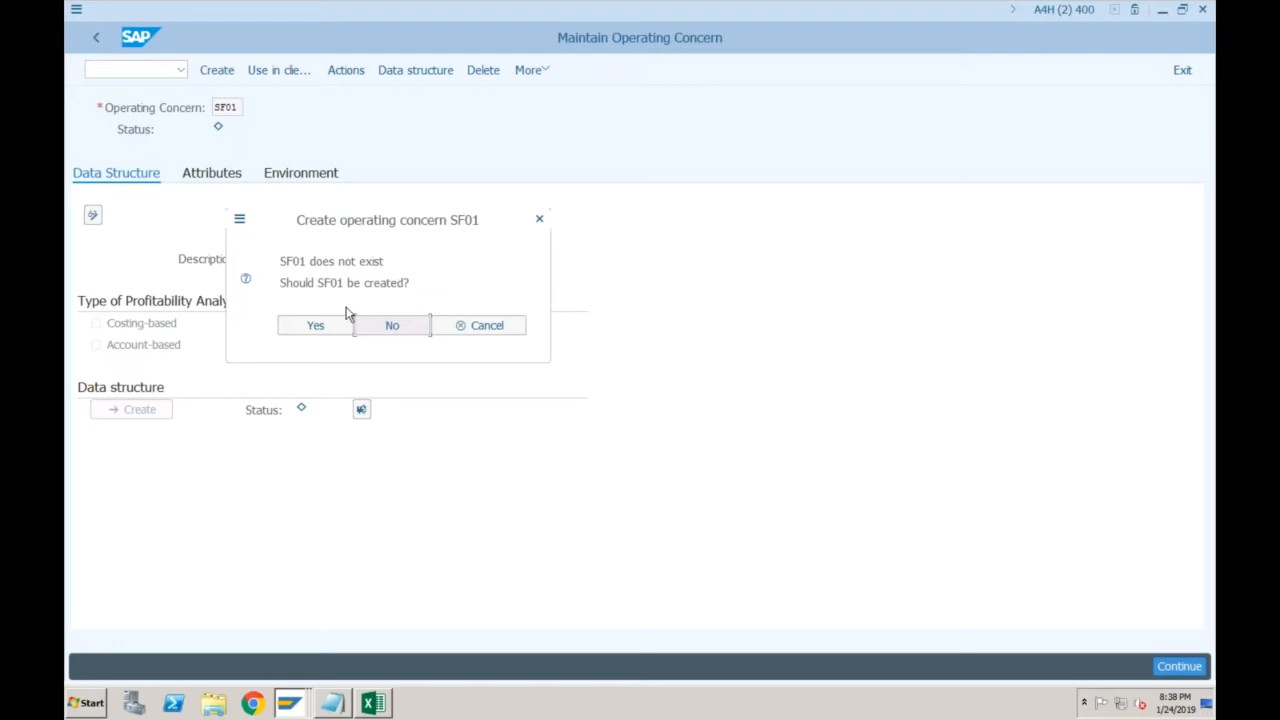 A4H (2) 400
SAP
Maintain Operating Concern
Create Use in clie... Actions Data structure Delete More Exit
*Operating Concern: SF01
Status:
Data Structure Attributes Environment
Create operating concern SF01
SF01 does not exist
Descriptio
Should SF01 be created?
Type of Profitability Analy
Costing-based
Yes No Cancel
Account-based
Data structure
Create Status:
Continue
Start
8:38 PM
1/24/2019